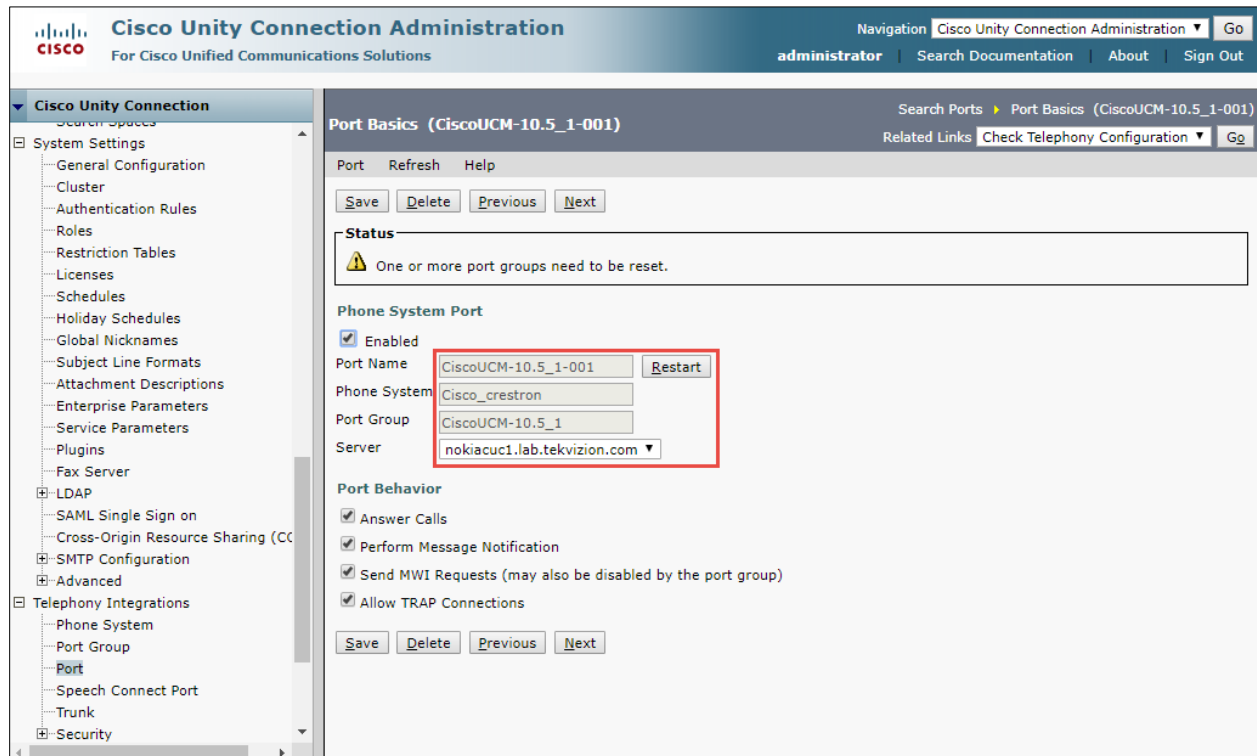 Cisco Unity Connection Administration
For Cisco Unified Communications Solutions
CISCO
Navigation Cisco Unity Connection Administration Go
administrator | Search Documentation | About | Sign Out
Cisco Unity Connection
Search Spaces
System Settings
General Configuration
Cluster
Authentication Rules
Roles
Restriction Tables
Licenses
Schedules
Holiday Schedules
Global Nicknames
Subject Line Formats
Attachment Descriptions
Enterprise Parameters
Service Parameters
Plugins
Fax Server
LDAP
SAML Single Sign on
Cross-Origin Resource Sharing (CO
SMTP Configuration
Advanced
Telephony Integrations
Phone System
Port Group
Port
Speech Connect Port
Trunk
Security
Port Basics (CiscoUCM-10.5_1-001)
Search Ports Port Basics (CiscoUCM-10.5_1-001)
Related Links Check Telephony Configuration Go
Port Refresh Help
Save Delete Previous Next
Status
One or more port groups need to be reset.
Phone System Port
Enabled
Port Name CiscoUCM-10.5_1-001 Restart
Phone System Cisco_crestron
Port Group CiscoUCM-10.5_1
Server nokiacuc1.lab.tekvizion.com
Port Behavior
Answer Calls
Perform Message Notification
Send MWI Requests (may also be disabled by the port group)
Allow TRAP Connections
Save Delete Previous Next